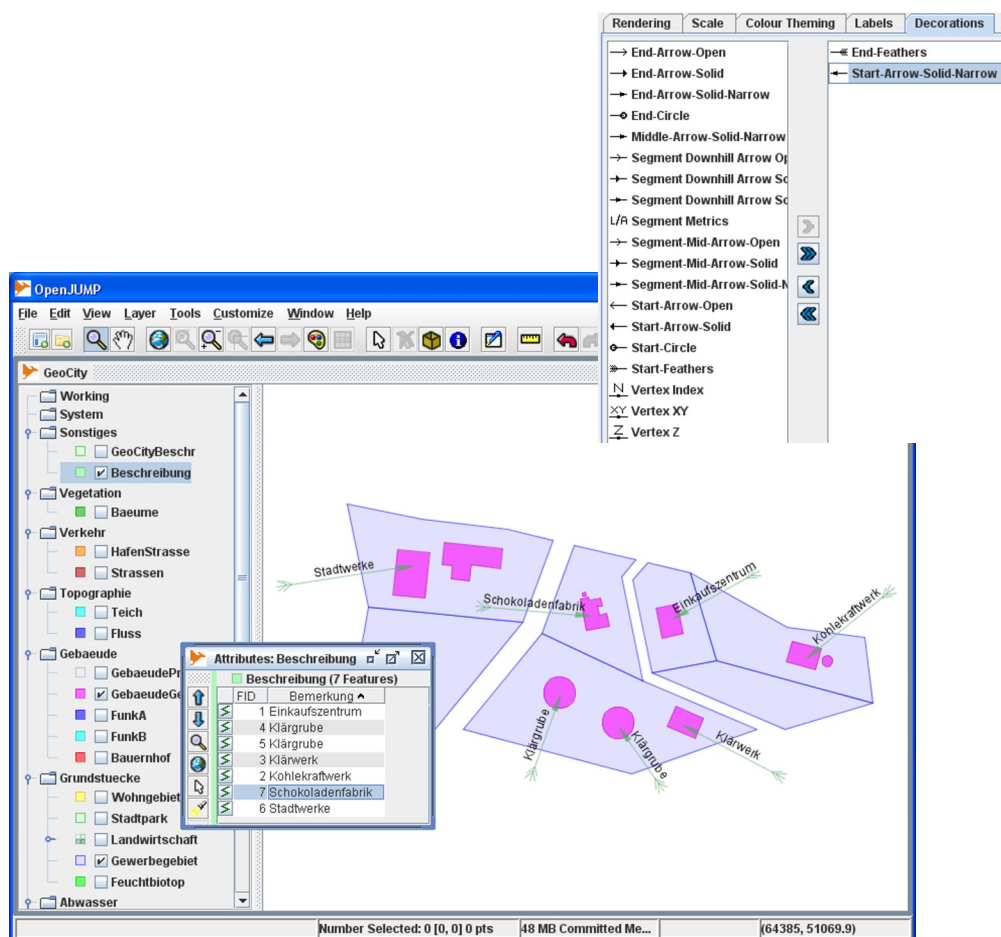 Rendering Scale Colour Theming Labels Decorations
End-Arrow-Open
End-Arrow-Solid
End-Arrow-Solid-Narrow
End-Circle
Middle-Arrow-Solid-Narrow
Segment Downhill Arrow Op
Segment Downhill Arrow So
Segment Downhill Arrow So
L/A Segment Metrics
Segment-Mid-Arrow-Open
Segment-Mid-Arrow-Solid
Segment-Mid-Arrow-Solid-N
Start-Arrow-Open
Start-Arrow-Solid
Start-Circle
Start-Feathers
N Vertex Index
XY Vertex XY
Z Vertex Z
End-Feathers
Start-Arrow-Solid-Narrow
OpenJUMP
File Edit View Layer Tools Customize Window Help
GeoCity
Working
System
Sonstiges
GeoCityBeschr
Beschreibung
Vegetation
Baeume
Verkehr
HafenStrasse
Strassen
Topographie
Teich
Fluss
Gebaeude
GebaeudePr
GebaeudeGe
FunkA
FunkB
Bauernhof
Grundstuecke
Wohngebiet
Stadtpark
Landwirtschaft
Gewerbegebiet
Feuchtbiotop
Abwasser
Stadtwerke
Schokoladenfabrik
Einkaufszentrum
Kohlekraftwerk
Klärgrube
Klärgrube
Klärwerk
Attributes: Beschreibung
Beschreibung (7 Features)
FID Bemerkung
1 Einkaufszentrum
4 Klärgrube
5 Klärgrube
3 Klärwerk
2 Kohlekraftwerk
7 Schokoladenfabrik
6 Stadtwerke
Number Selected: 0 [0, 0] 0 pts 48 MB Committed Me... (64385, 51069.9)